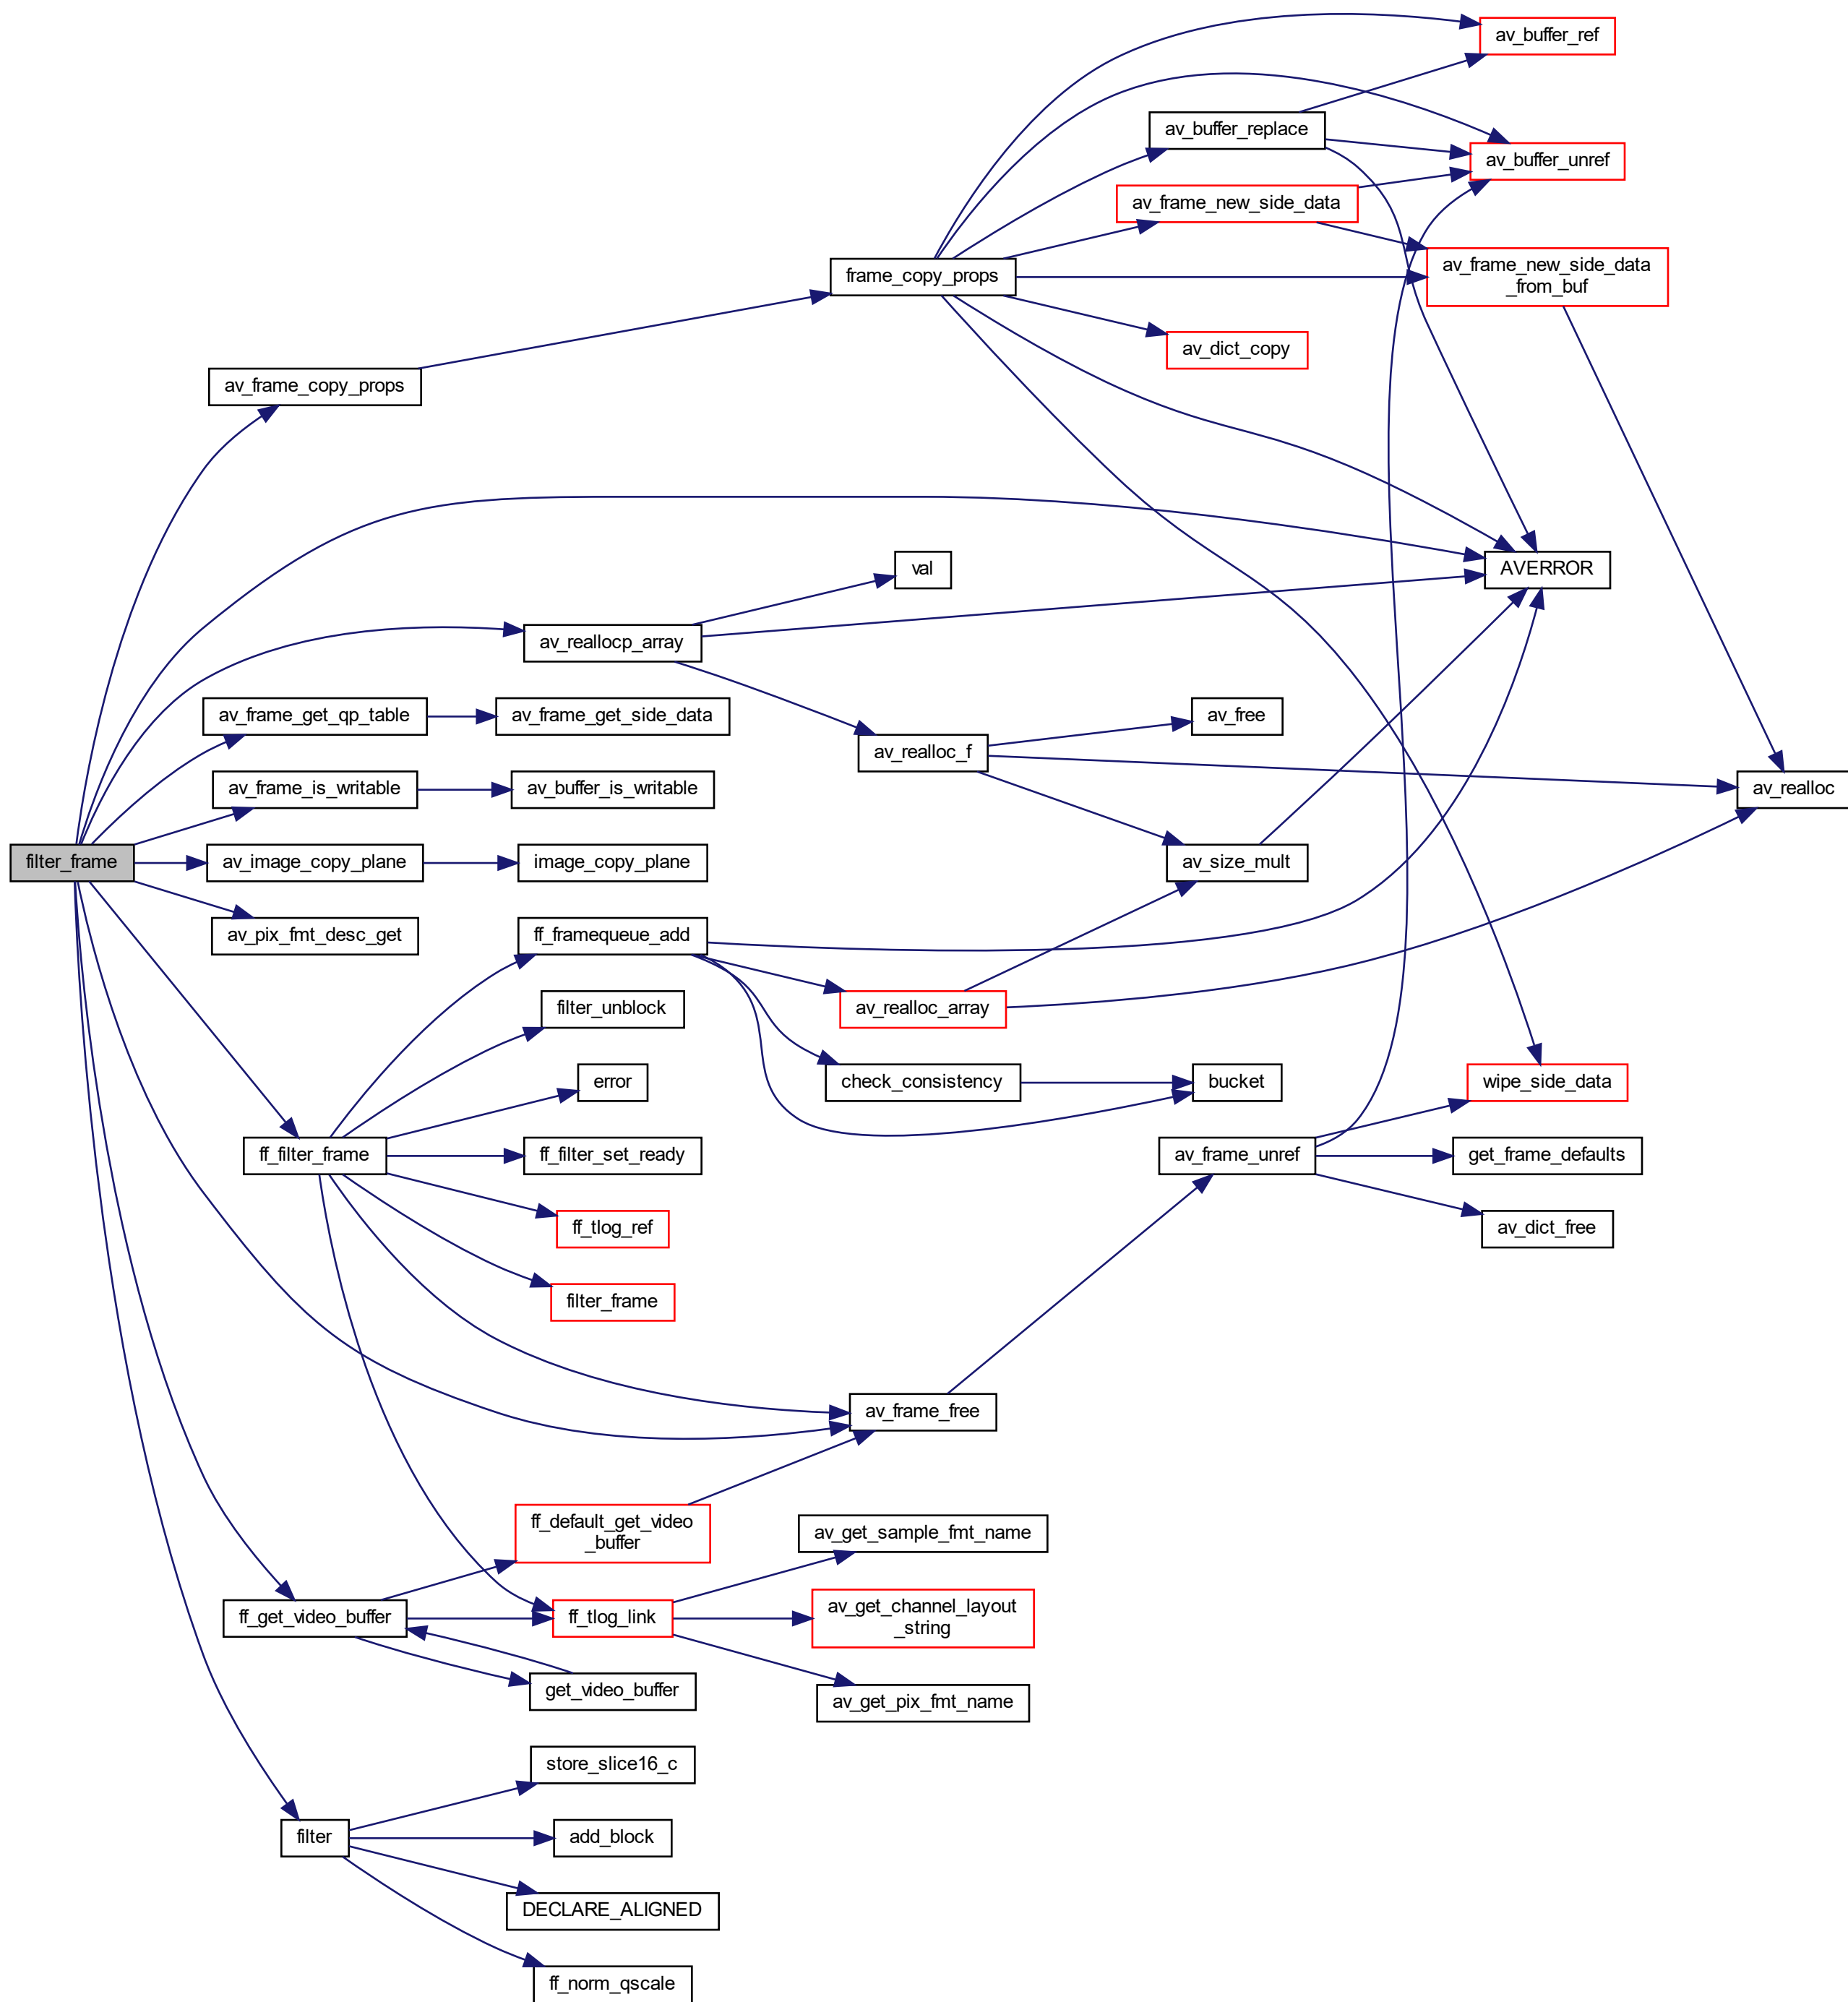 av_buffer_ref
av_buffer_replace
av_buffer_unref
av_frame_new_side_data
av_frame_new_side_data
_from_buf
frame_copy_props
av_dict_copy
av_frame_copy_props
val
AVERROR
av_reallocp_array
av_frame_get_qp_table
av_frame_get_side_data
av_free
av_realloc_f
av_frame_is_writable
av_buffer_is_writable
av_realloc
filter_frame
av_image_copy_plane
image_copy_plane
av_size_mult
av_pix_fmt_desc_get
ff_framequeue_add
filter_unblock
av_realloc_array
error
check_consistency
bucket
wipe_side_data
ff_filter_frame
ff_filter_set_ready
av_frame_unref
get_frame_defaults
ff_tlog_ref
av_dict_free
filter_frame
av_frame_free
ff_default_get_video
_buffer
av_get_sample_fmt_name
ff_get_video_buffer
ff_tlog_link
av_get_channel_layout
_string
get_video_buffer
av_get_pix_fmt_name
store_slice16_c
filter
add_block
DECLARE_ALIGNED
ff_norm_qscale